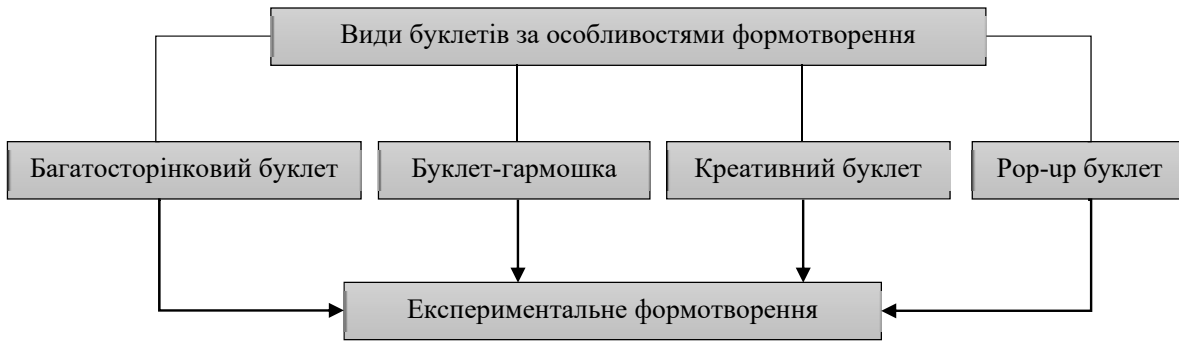 Види буклетів за особливостями формотворення
Багатосторінковий буклет
Буклет-гармошка
Креативний буклет
Pop-up буклет
Експериментальне формотворення